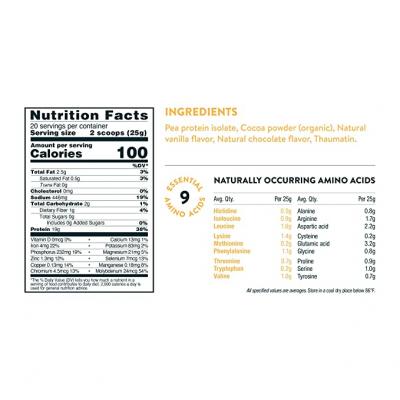 Nutrition Facts
20 servings per container
Serving size 2 scoops (25g)
Amount per serving
Calories 100
%DV*
Total Fat 2.5g 3%
Saturated Fat 0.5g 3%
Trans Fat 0g
Cholesterol 0mg 0%
Sodium 446mg 19%
Total Carbohydrate 2g 1%
Dietary Fiber 1g 4%
Total Sugars 0g
Includes 0g Added Sugars 0%
Protein 19g
Vitamin D 0mcg 0% • Calcium 13mg 1%
Iron 4mg 22% • Potassium 83mg 2%
Phosphorus 232mg 19% • Magnesium 21mg 5%
Zinc 1.3mg 13% • Selenium 7mcg 13%
Copper 0.13mg 14% • Manganese 0.18mg 8%
Chromium 4.5mcg 13% • Molybdenum 24mcg 54%
*The % Daily Value (DV) tells you how much a nutrient in a
serving of food contributes to daily diet. 2,000 calories a day is
used for general nutrition advice.
INGREDIENTS
Pea protein isolate, Cocoa powder (organic), Natural
vanilla flavor, Natural chocolate flavor, Thaumatin.
ESSENTIAL
9
AMINO ACIDS
NATURALLY OCCURRING AMINO ACIDS
Avg. Qty. Per 25g Avg. Qty. Per 25g
Histidine Alanine 0.8g
Isoleucine 0.9g Arginine 1.7g
Leucine Aspartic acid 2.2g
Lysine 1.4g Cysteine 0.2g
Methionine 0.2g Glutamic acid 3.2g
Phenylalanine 1.1g Glycine 0.8g
Threonine 0.7g Proline 0.9g
Tryptophan 0.2g Serine 1.0g
Valine 1.0g Tyrosine 0.7g
All specified values are averages. Store in a cool dry place below 86°F.